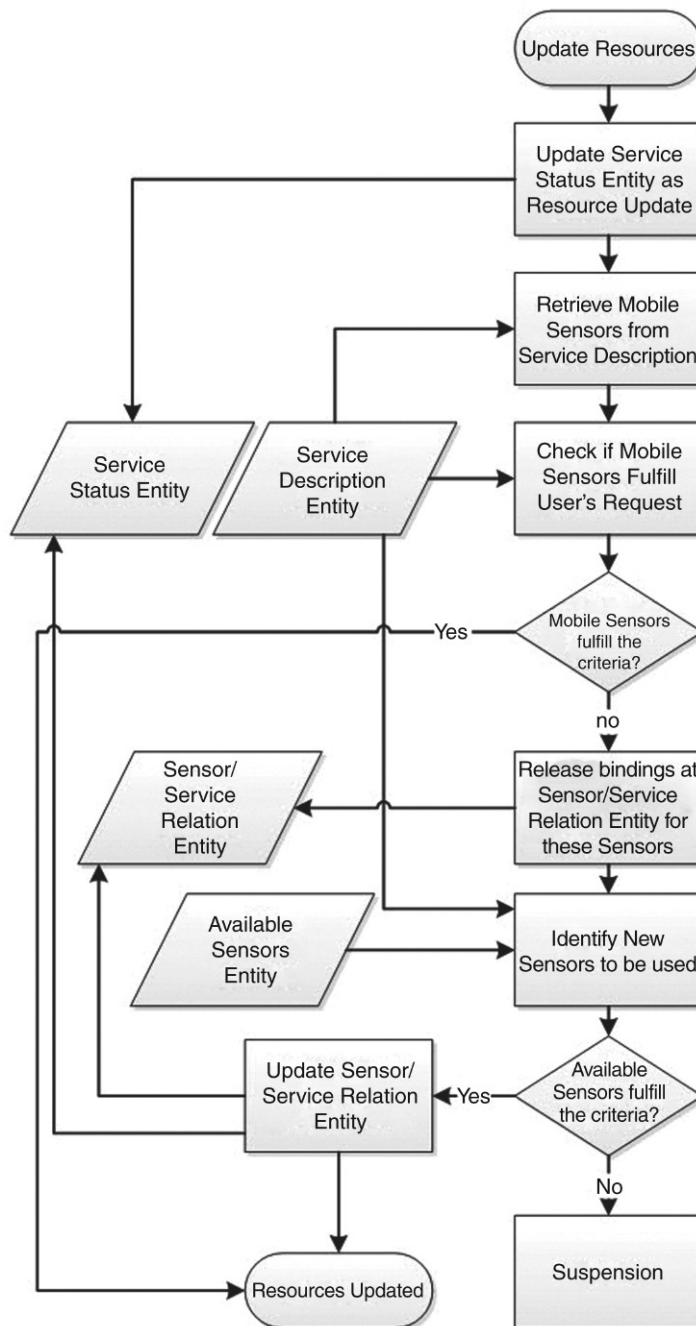 Update Resources
Update Service
Status Entity as
Resource Update
Retrieve Mobile
Sensors from
Service Description
Service
Status Entity
Service
Description
Entity
Check if Mobile
Sensors Fulfill
User's Request
Mobile Sensors
fulfill the
criteria?
Yes
no
Sensor/
Service
Relation
Entity
Release bindings at
Sensor/Service
Relation Entity for
these Sensors
Available
Sensors
Entity
Identify New
Sensors to be used
Update Sensor/
Service Relation
Entity
Yes
Available
Sensors fulfill
the criteria?
No
Resources Updated
Suspension